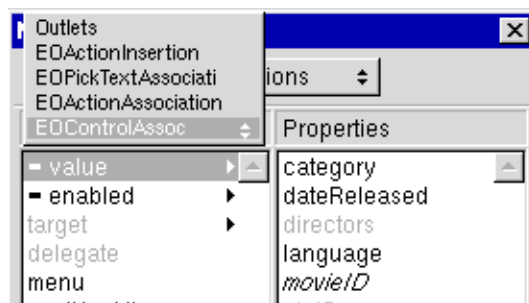 Outlets
EOActionInsertion
EOPickTextAssociati
EOActionAssociation
EOControlAssoc
ions
Properties
value
enabled
target
delegate
menu
category
dateReleased
directors
language
movieID